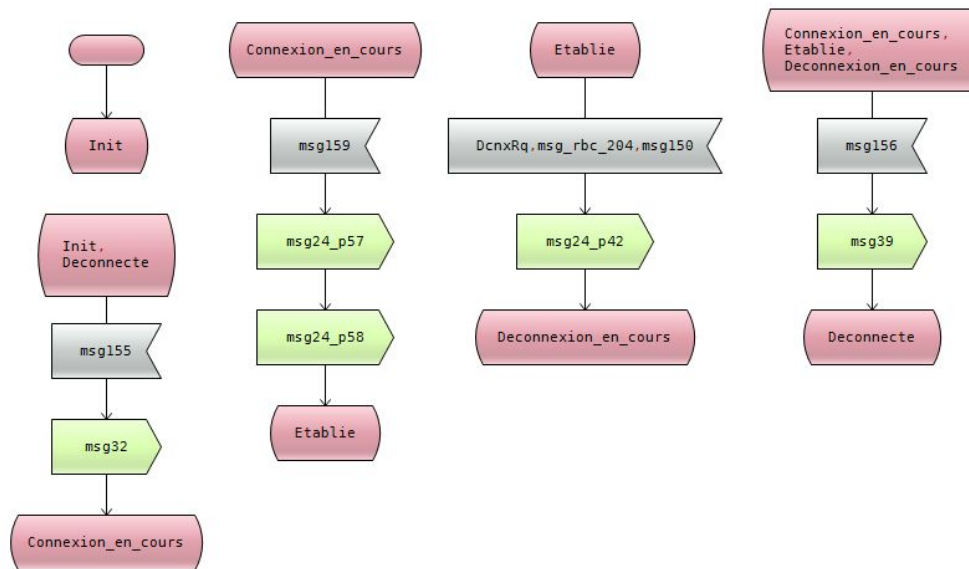 Init
Init,
Deconnecte
msg155
msg32
Connexion_en_cours
Connexion_en_cours
msg159
msg24_p57
msg24_p58
Etablie
Etablie
DcnxRq,msg_rbc_204,msg150
msg24_p42
Deconnexion_en_cours
Connexion_en_cours,
Etablie,
Deconnexion_en_cours
msg156
msg39
Deconnecte